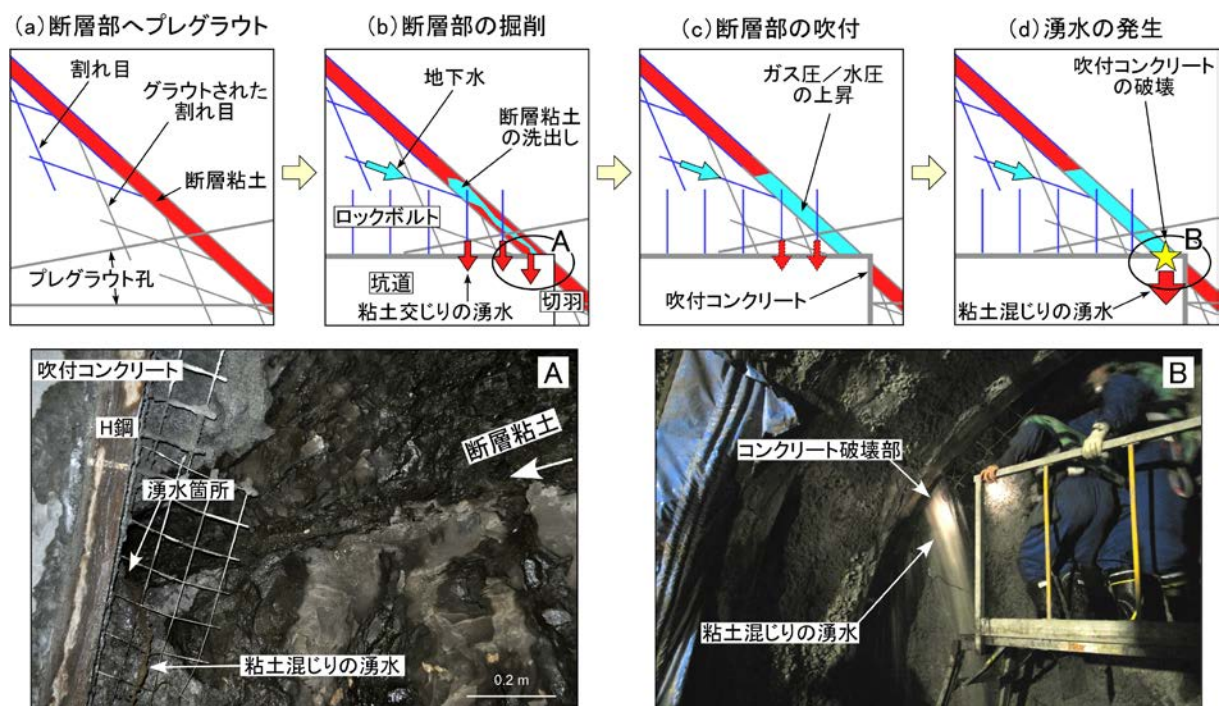 (a)断層部へプレグラウト
割れ目
グラウトされた
割れ目
断層粘土
プレグラウト孔
(b)断層部の掘削
地下水
断層粘土
の洗出し
ロックボルト
A
坑道
切羽
粘土交じりの湧水
(c)断層部の吹付
ガス圧／水圧
の上昇
吹付コンクリート
(d)湧水の発生
吹付コンクリート
の破壊
B
粘土混じりの湧水
吹付コンクリート
A
H鋼
断層粘土
湧水箇所
粘土混じりの湧水
0.2 m
B
コンクリート破壊部
粘土混じりの湧水